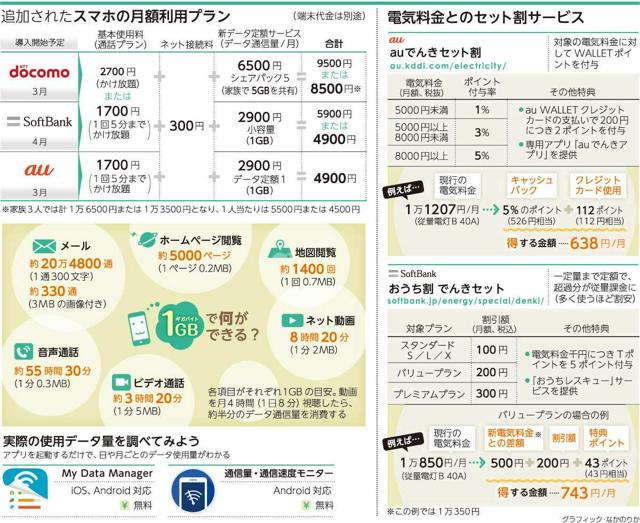 追加されたスマホの月額利用プラン （端末代金は別途）
導入開始予定
基本使用料
（通話プラン）
ネット接続料
新データ定額サービス
（データ通信量／月）
合計
NTT
döcomo
3月
2700円
（かけ放題）
または
6500円
シェアパック5
（家族で5GBを共有）
9500円
または
8500円※
SoftBank
4月
1700円
（1回5分まで
かけ放題）
+
300円
+
2900円
小容量
（1GB）
5900円
または
4900円
au
3月
1700円
（1回5分まで
かけ放題）
2900円
データ定額1
（1GB）
4900円
※家族3人では計1万6500円または1万3500円となり、1人当たりは5500円または4500円
メール
約20万4800通
（1通300文字）
約330通
（3MBの画像付き）
ホームページ閲覧
約5000ページ
（1ページ0.2MB）
地図閲覧
約1400回
（1回0.7MB）
ギガバイト
1GBで何が
できる？
ネット動画
8時間20分
（1分2MB）
音声通話
約55時間30分
（1分0.3MB）
ビデオ通話
約3時間20分
（1分5MB）
各項目がそれぞれ1GBの目安。動画
を月4時間（1日8分）視聴したら、
約半分のデータ通信量を消費する
実際の使用データ量を調べてみよう
アプリを起動するだけで、日や月ごとのデータ使用量がわかる
My Data Manager
iOS、Android対応
¥ 無料
通信量・通信速度モニター
Android対応
¥ 無料
電気料金とのセット割サービス
au
auでんきセット割
au.kddi.com/electricity/
対象の電気料金に対
してWALLETポイ
ントを付与
電気料金
（月額、税抜）
ポイント
付与率
その他特典
5000円未満
1%
5000円以上
8000円未満
3%
8000円以上
5%
au WALLETクレジット
カードの支払いで200円
につき2ポイントを付与
専用アプリ「auでんきア
プリ」を提供
例えば…
現行の
電気料金
キャッシュ
バック
クレジット
カード使用
1万1207円/月
（従量電灯B 40A）
5%のポイント
（526円相当）
+
112ポイント
（112円相当）
得する金額……638円/月
SoftBank
おうち割 でんきセット
softbank.jp/energy/special/denki/
一定量まで定額で、
超過分が従量課金に
（多く使うほど割安）
対象プラン
割引額
（月額、税込）
その他特典
スタンダード
S／L／X
100円
バリュープラン
200円
プレミアムプラン
300円
電気料金千円につきTポ
イントを5ポイント付与
「おうちレスキュー」サー
ビスを提供
バリュープランの場合の例
例えば…
現行の
電気料金
新電気料金※
との差額
割引額
特典
ポイント
1万850円/月
（従量電灯B 40A）
500円
+
200円
+
43ポイント
（43円相当）
得する金額……743円/月
※この例では1万350円
グラフィック・なかのりか